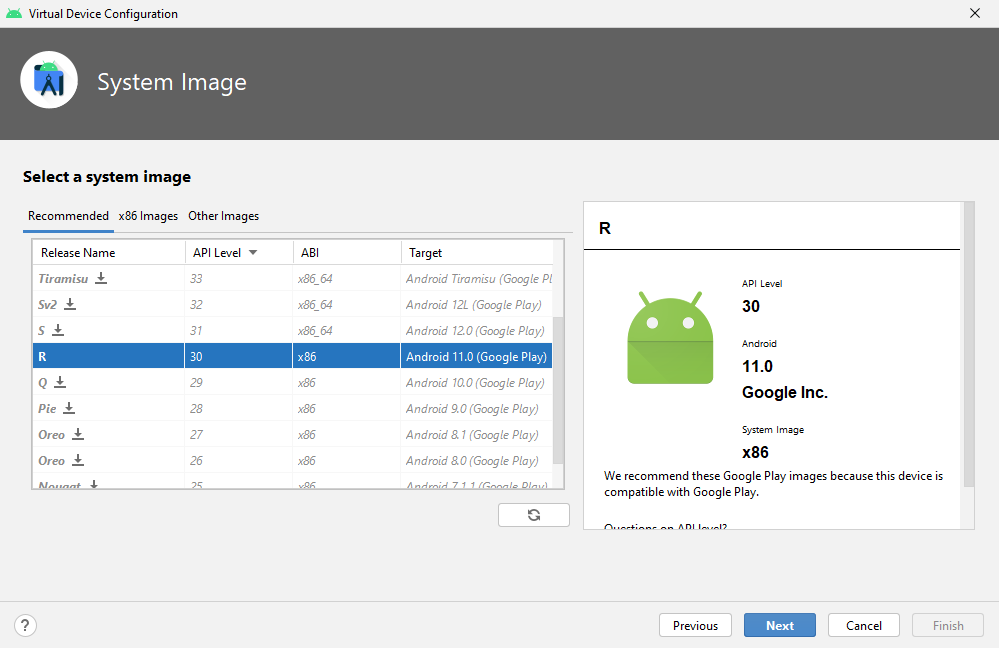 Virtual Device Configuration
System Image
Select a system image
Recommended x86 Images Other Images
Release Name API Level ABI Target
Tiramisu 33 x86_64 Android Tiramisu (Google Pl
Sv2 32 x86_64 Android 12L (Google Play)
S 31 x86_64 Android 12.0 (Google Play)
R 30 x86 Android 11.0 (Google Play)
Q 29 x86 Android 10.0 (Google Play)
Pie 28 x86 Android 9.0 (Google Play)
Oreo 27 x86 Android 8.1 (Google Play)
Oreo 26 x86 Android 8.0 (Google Play)
Nougat 25 x86 Android 7.1.1 (Google Play)
R
API Level
30
Android
11.0
Google Inc.
System Image
x86
We recommend these Google Play images because this device is
compatible with Google Play.
Questions on API level?
? Previous Next Cancel Finish